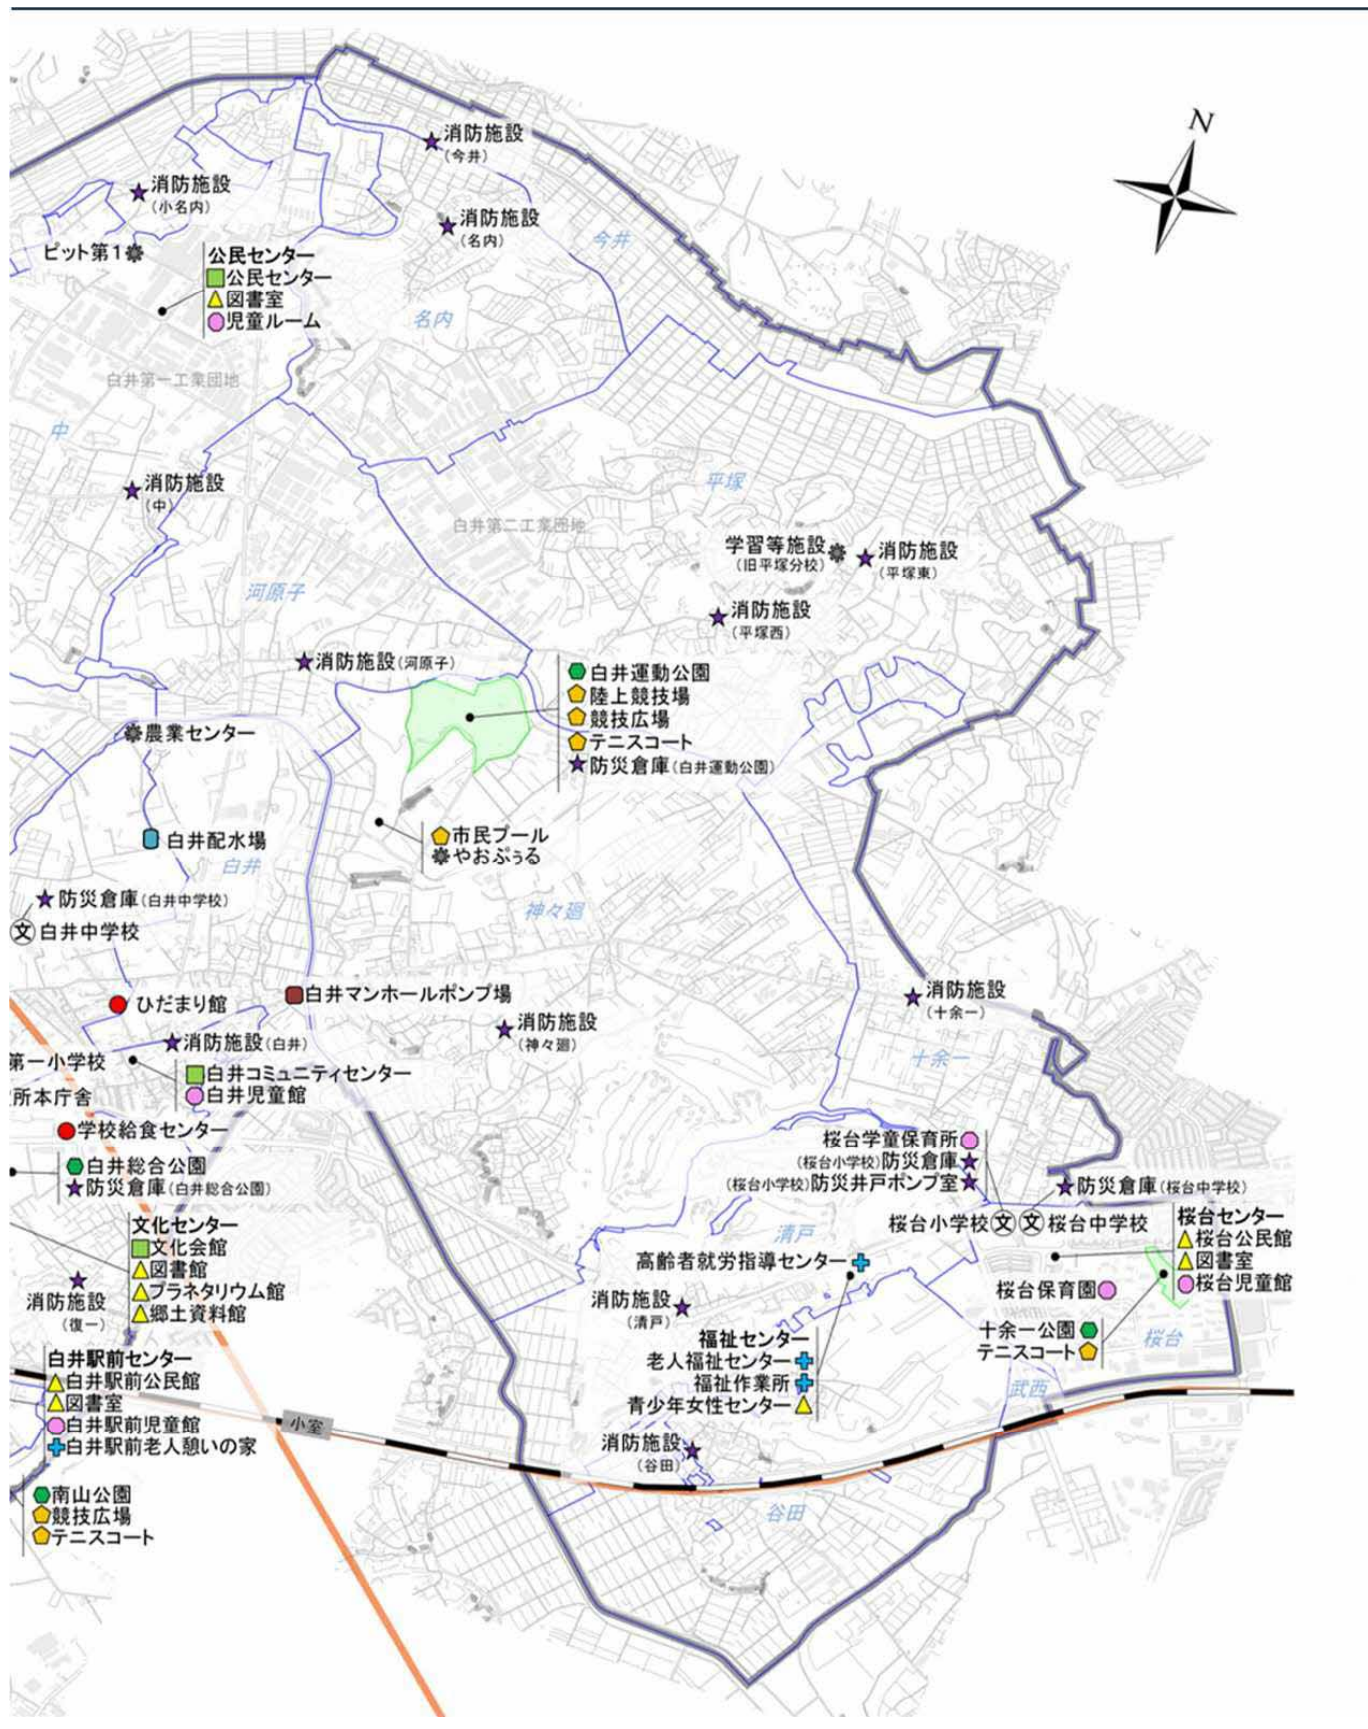 N
消防施設
(今井)
消防施設
(小名内)
消防施設
(名内)
今井
ピット第1
公民センター
公民センター
図書室
児童ルーム
名内
白井第一工業団地
中
消防施設
(中)
平塚
白井第二工業団地
学習等施設
(旧平塚分校)
消防施設
(平塚東)
河原子
消防施設
(平塚西)
消防施設(河原子)
白井運動公園
陸上競技場
競技広場
テニスコート
防災倉庫(白井運動公園)
農業センター
市民プール
やおぷぅる
白井配水場
白井
防災倉庫(白井中学校)
文 白井中学校
神々廻
ひだまり館
白井マンホールポンプ場
消防施設
(十余一)
消防施設
(神々廻)
消防施設(白井)
第一小学校
白井コミュニティセンター
白井児童館
所本庁舎
十余一
学校給食センター
白井総合公園
防災倉庫(白井総合公園)
桜台学童保育所
(桜台小学校)防災倉庫
(桜台小学校)防災井戸ポンプ室
防災倉庫(桜台中学校)
桜台小学校 文 文 桜台中学校
桜台センター
桜台公民館
図書室
桜台児童館
文化センター
文化会館
図書館
プラネタリウム館
郷土資料館
清戸
高齢者就労指導センター
桜台保育園
消防施設
(復一)
消防施設
(清戸)
十余一公園
テニスコート
桜台
福祉センター
老人福祉センター
福祉作業所
青少年女性センター
武西
白井駅前センター
白井駅前公民館
図書室
白井駅前児童館
白井駅前老人憩いの家
小室
消防施設
(谷田)
谷田
南山公園
競技広場
テニスコート